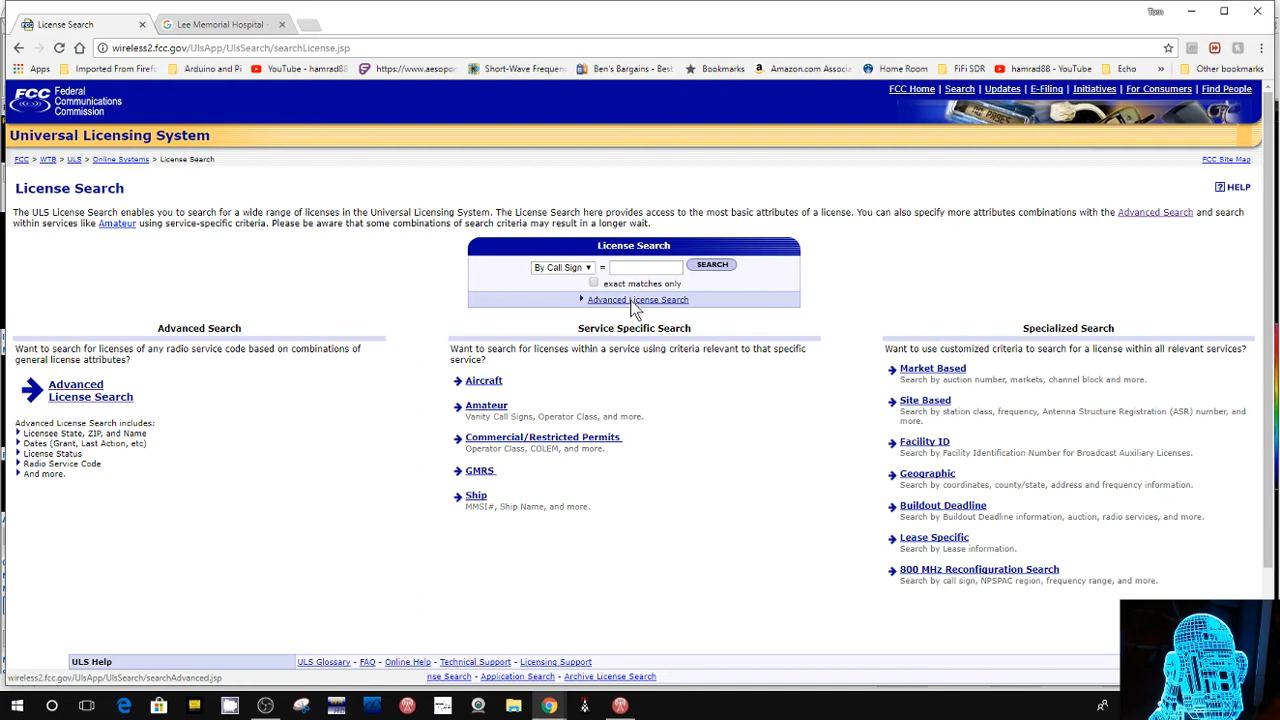 License Search
Lee Memorial Hospital -
Tom
wireless2.fcc.gov/UlsApp/UlsSearch/searchLicense.jsp
Apps Imported From Firef Arduino and Pi YouTube - hamrad88 https://www.aesopo Short-Wave Frequenc Ben's Bargains - Best Bookmarks Amazon.com Associate Home Room FiFi SDR hamrad88 - YouTube Echo » Other bookmarks
FCC Federal Communications Commission
FCC Home | Search | Updates | E-Filing | Initiatives | For Consumers | Find People
Universal Licensing System
FCC > WTB > ULS > Online Systems > License Search
FCC Site Map
License Search
? HELP
The ULS License Search enables you to search for a wide range of licenses in the Universal Licensing System. The License Search here provides access to the most basic attributes of a license. You can also specify more attributes combinations with the Advanced Search and search
within services like Amateur using service-specific criteria. Please be aware that some combinations of search criteria may result in a longer wait.
License Search
By Call Sign = SEARCH
exact matches only
Advanced License Search
Advanced Search
Want to search for licenses of any radio service code based on combinations of
general license attributes?
Advanced
License Search
Advanced License Search includes:
Licensee State, ZIP, and Name
Dates (Grant, Last Action, etc)
License Status
Radio Service Code
And more.
Service Specific Search
Want to search for licenses within a service using criteria relevant to that specific
service?
Aircraft
Amateur
Vanity Call Signs, Operator Class, and more.
Commercial/Restricted Permits
Operator Class, COLEM, and more.
GMRS
Ship
MMSI#, Ship Name, and more.
Specialized Search
Want to use customized criteria to search for a license within all relevant services?
Market Based
Search by auction number, markets, channel block and more.
Site Based
Search by station class, frequency, Antenna Structure Registration (ASR) number, and
more.
Facility ID
Search by Facility Identification Number for Broadcast Auxiliary Licenses.
Geographic
Search by coordinates, county/state, address and frequency information.
Buildout Deadline
Search by Buildout Deadline information, auction, radio services, and more.
Lease Specific
Search by Lease information.
800 MHz Reconfiguration Search
Search by call sign, NPSPAC region, frequency range, and more.
ULS Help
ULS Glossary - FAQ - Online Help - Technical Support - Licensing Support
nse Search - Application Search - Archive License Search
wireless2.fcc.gov/UlsApp/UlsSearch/searchAdvanced.jsp